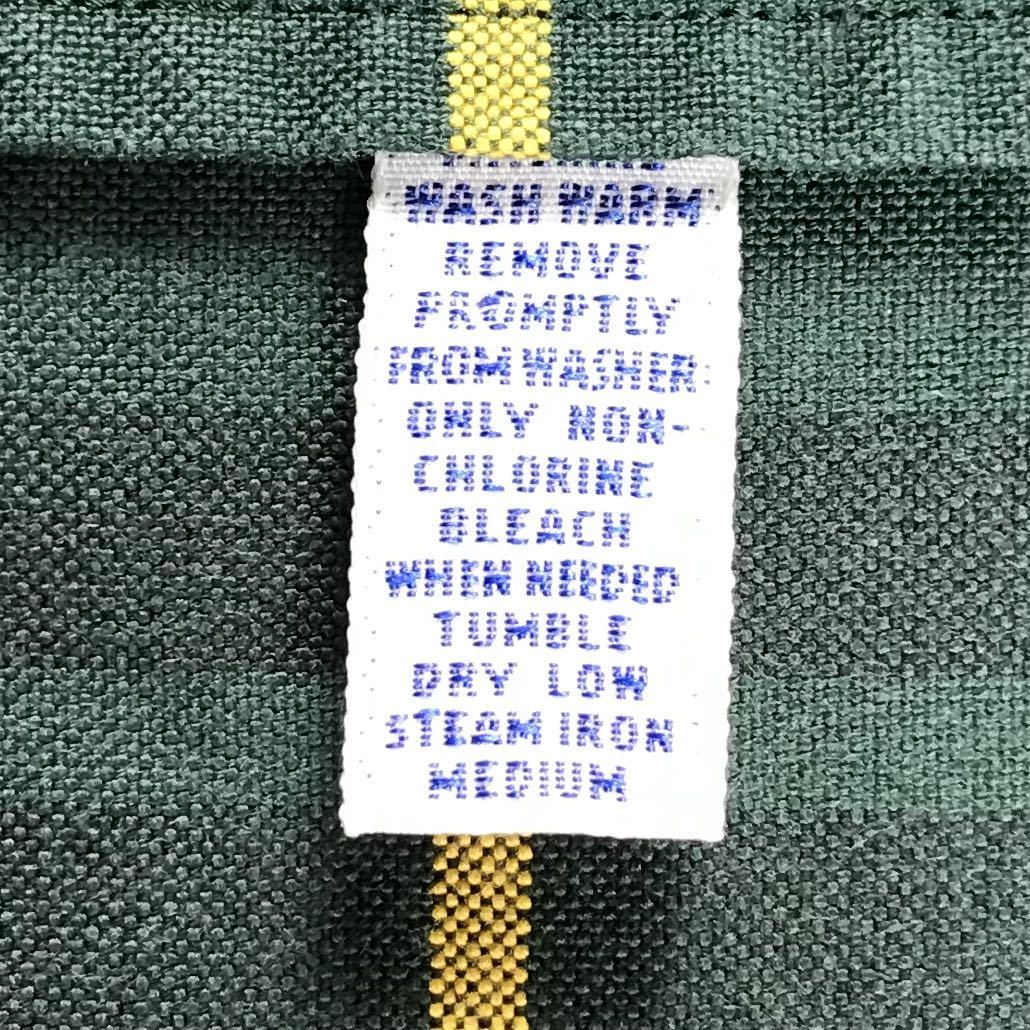 WASH WARM
REMOVE
PROMPTLY
FROM WASHER
ONLY NON-
CHLORINE
BLEACH
WHEN NEEDED
TUMBLE
DRY LOW
STEAM IRON
MEDIUM